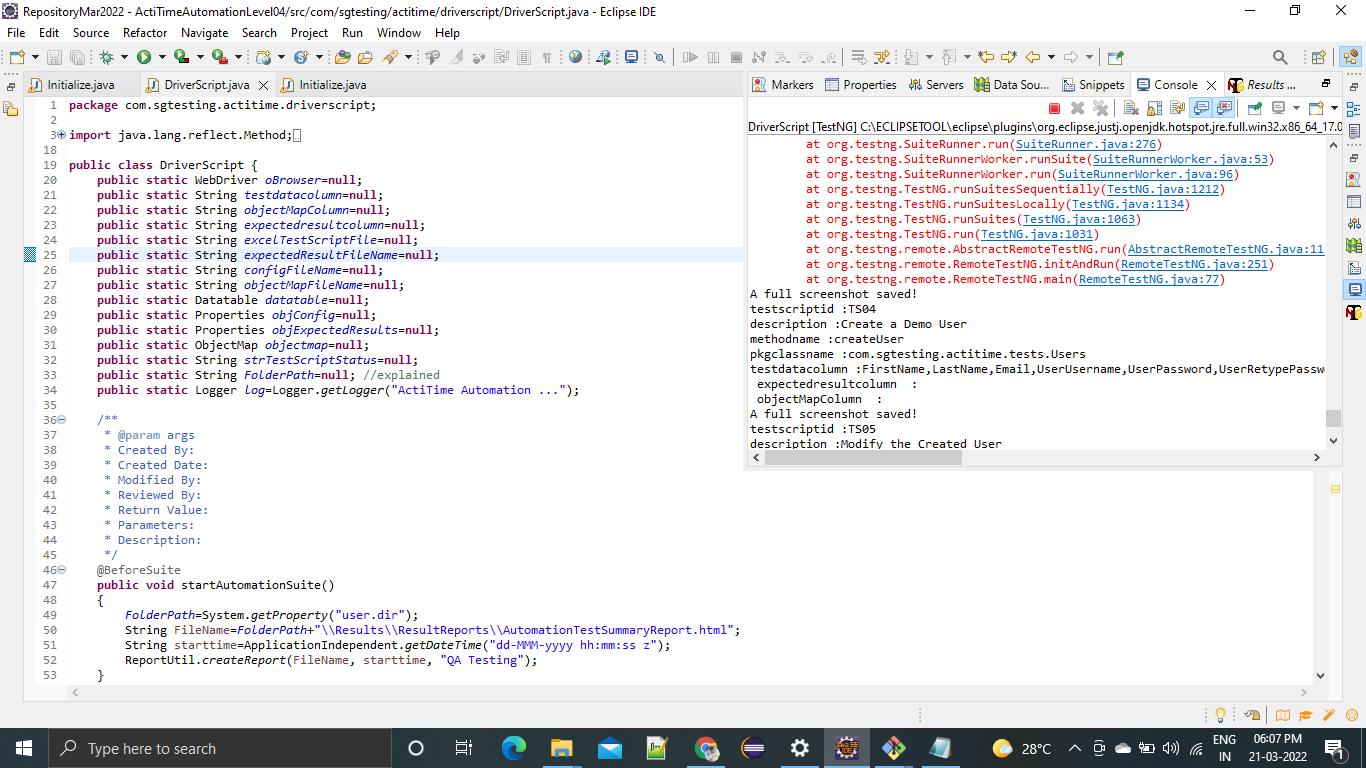 RepositoryMar2022 - ActiTimeAutomationLevel04/src/com/sgtesting/actitime/driverscript/DriverScript.java - Eclipse IDE
File Edit Source Refactor Navigate Search Project Run Window Help
Initialize.java DriverScript.java Initialize.java
1 package com.sgtesting.actitime.driverscript;
2
3 import java.lang.reflect.Method;
18
19 public class DriverScript {
20 public static WebDriver oBrowser=null;
21 public static String testdatacolumn=null;
22 public static String objectMapColumn=null;
23 public static String expectedresultcolumn=null;
24 public static String excelTestScriptFile=null;
25 public static String expectedResultFileName=null;
26 public static String configFileName=null;
27 public static String objectMapFileName=null;
28 public static Datatable datatable=null;
29 public static Properties objConfig=null;
30 public static Properties objExpectedResults=null;
31 public static ObjectMap objectmap=null;
32 public static String strTestScriptStatus=null;
33 public static String FolderPath=null; //explained
34 public static Logger log=Logger.getLogger("ActiTime Automation ...");
35
36 /**
37 * @param args
38 * Created By:
39 * Created Date:
40 * Modified By:
41 * Reviewed By:
42 * Return Value:
43 * Parameters:
44 * Description:
45 */
46 @BeforeSuite
47 public void startAutomationSuite()
48 {
49 FolderPath=System.getProperty("user.dir");
50 String FileName=FolderPath+"\\Results\\ResultReports\\AutomationTestSummaryReport.html";
51 String starttime=ApplicationIndependent.getDateTime("dd-MMM-yyyy hh:mm:ss z");
52 ReportUtil.createReport(FileName, starttime, "QA Testing");
53 }
Markers Properties Servers Data Sou... Snippets Console Results ...
DriverScript [TestNG] C:\ECLIPSETOOL\eclipse\plugins\org.eclipse.justj.openjdk.hotspot.jre.full.win32.x86_64_17.0
at org.testng.SuiteRunner.run(SuiteRunner.java:276)
at org.testng.SuiteRunnerWorker.runSuite(SuiteRunnerWorker.java:53)
at org.testng.SuiteRunnerWorker.run(SuiteRunnerWorker.java:96)
at org.testng.TestNG.runSuitesSequentially(TestNG.java:1212)
at org.testng.TestNG.runSuitesLocally(TestNG.java:1134)
at org.testng.TestNG.runSuites(TestNG.java:1063)
at org.testng.TestNG.run(TestNG.java:1031)
at org.testng.remote.AbstractRemoteTestNG.run(AbstractRemoteTestNG.java:11
at org.testng.remote.RemoteTestNG.initAndRun(RemoteTestNG.java:251)
at org.testng.remote.RemoteTestNG.main(RemoteTestNG.java:77)
A full screenshot saved!
testscriptid :TS04
description :Create a Demo User
methodname :createUser
pkgclassname :com.sgtesting.actitime.tests.Users
testdatacolumn :FirstName,LastName,Email,UserUsername,UserPassword,UserRetypePassw
expectedresultcolumn :
objectMapColumn :
A full screenshot saved!
testscriptid :TS05
description :Modify the Created User
Type here to search
28°C
ENG
IN
06:07 PM
21-03-2022
1